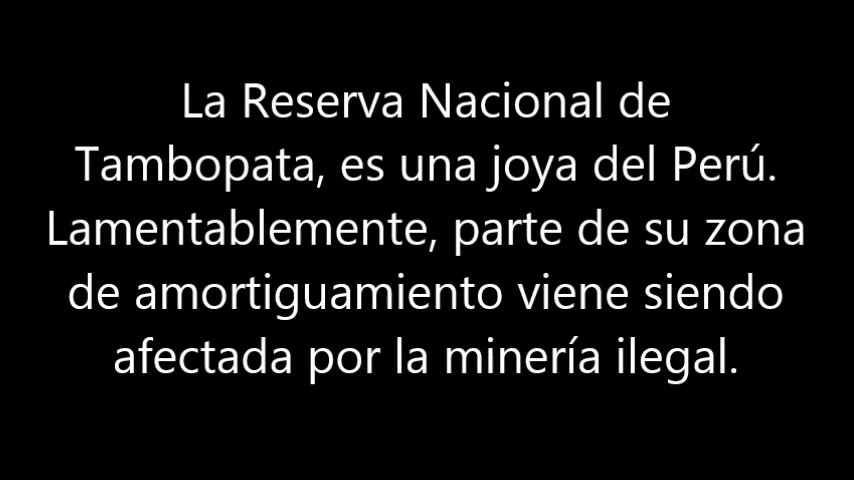 La Reserva Nacional de
Tambopata, es una joya del Perú.
Lamentablemente, parte de su zona
de amortiguamiento viene siendo
afectada por la minería ilegal.